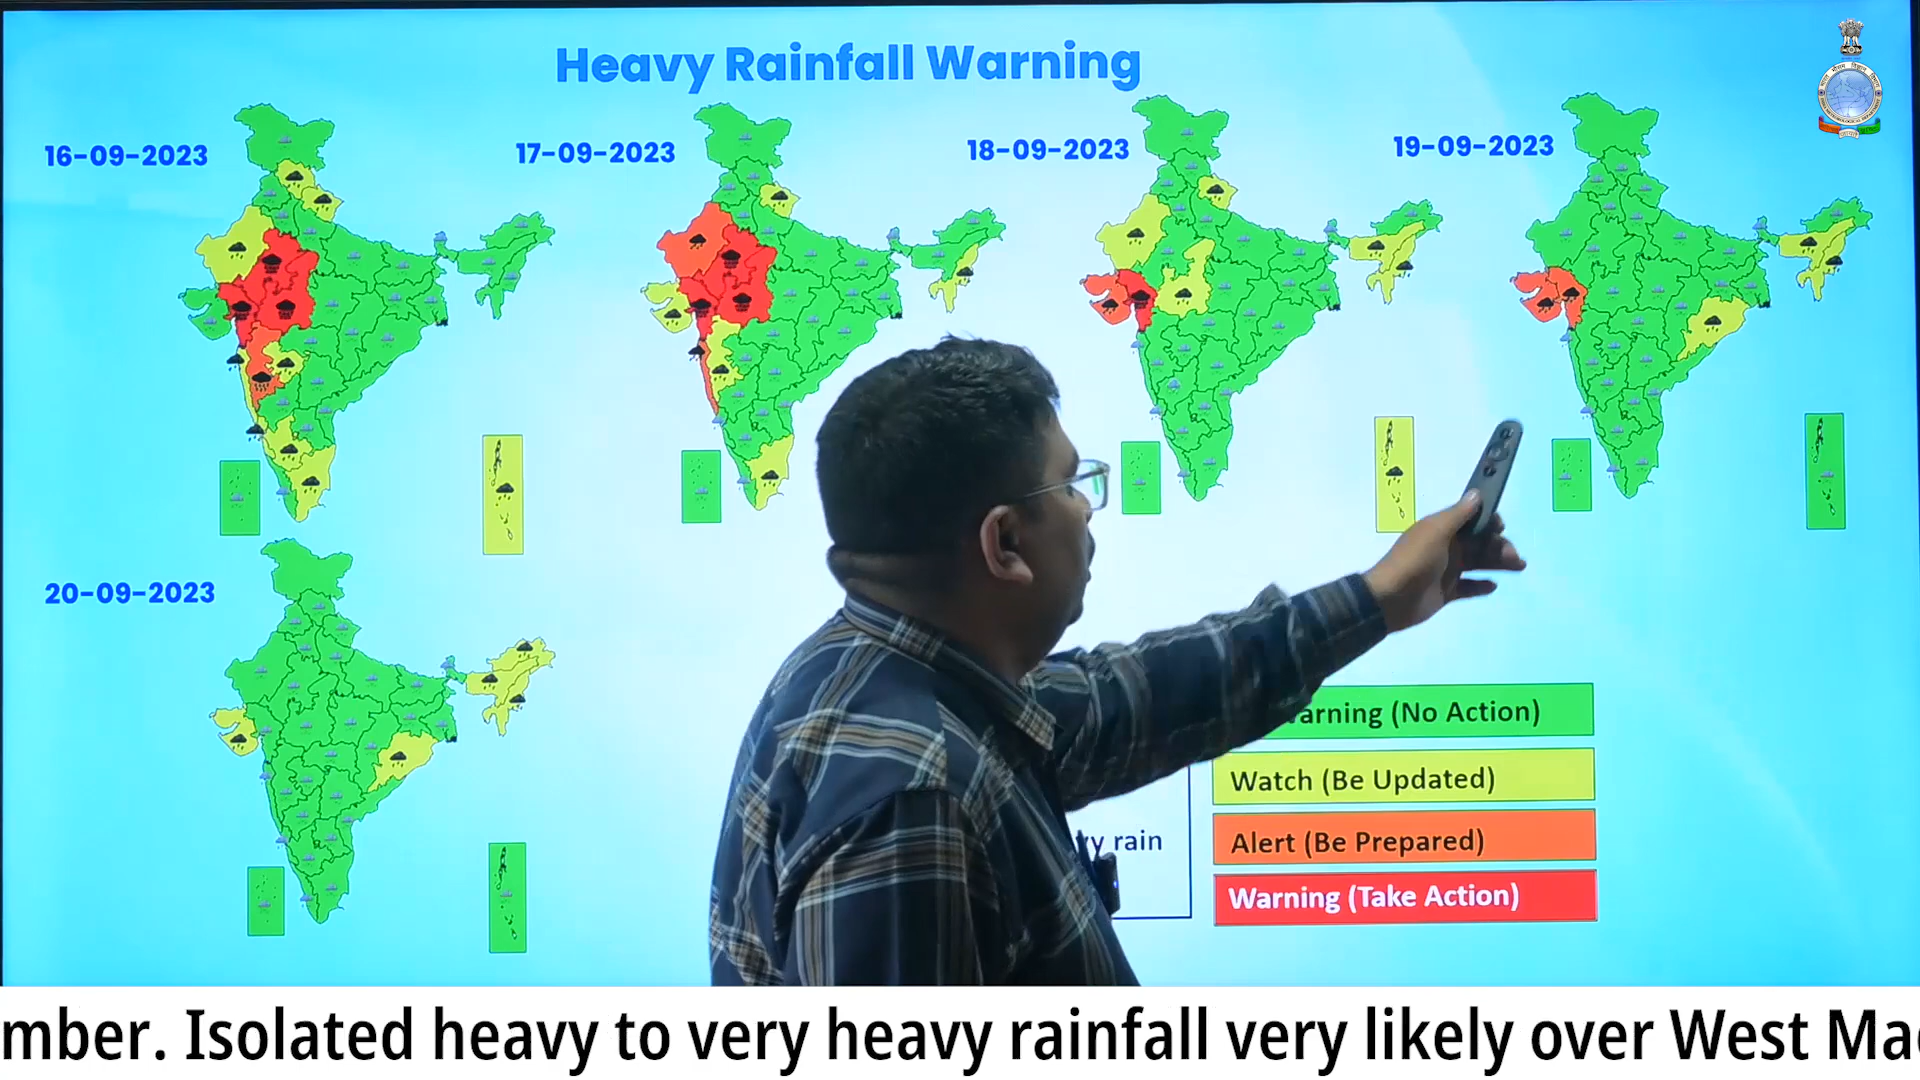 Heavy Rainfall Warning
16-09-2023
17-09-2023
18-09-2023
19-09-2023
20-09-2023
arning (No Action)
Watch (Be Updated)
Alert (Be Prepared)
Warning (Take Action)
vy rain
mber. Isolated heavy to very heavy rainfall very likely over West Mad